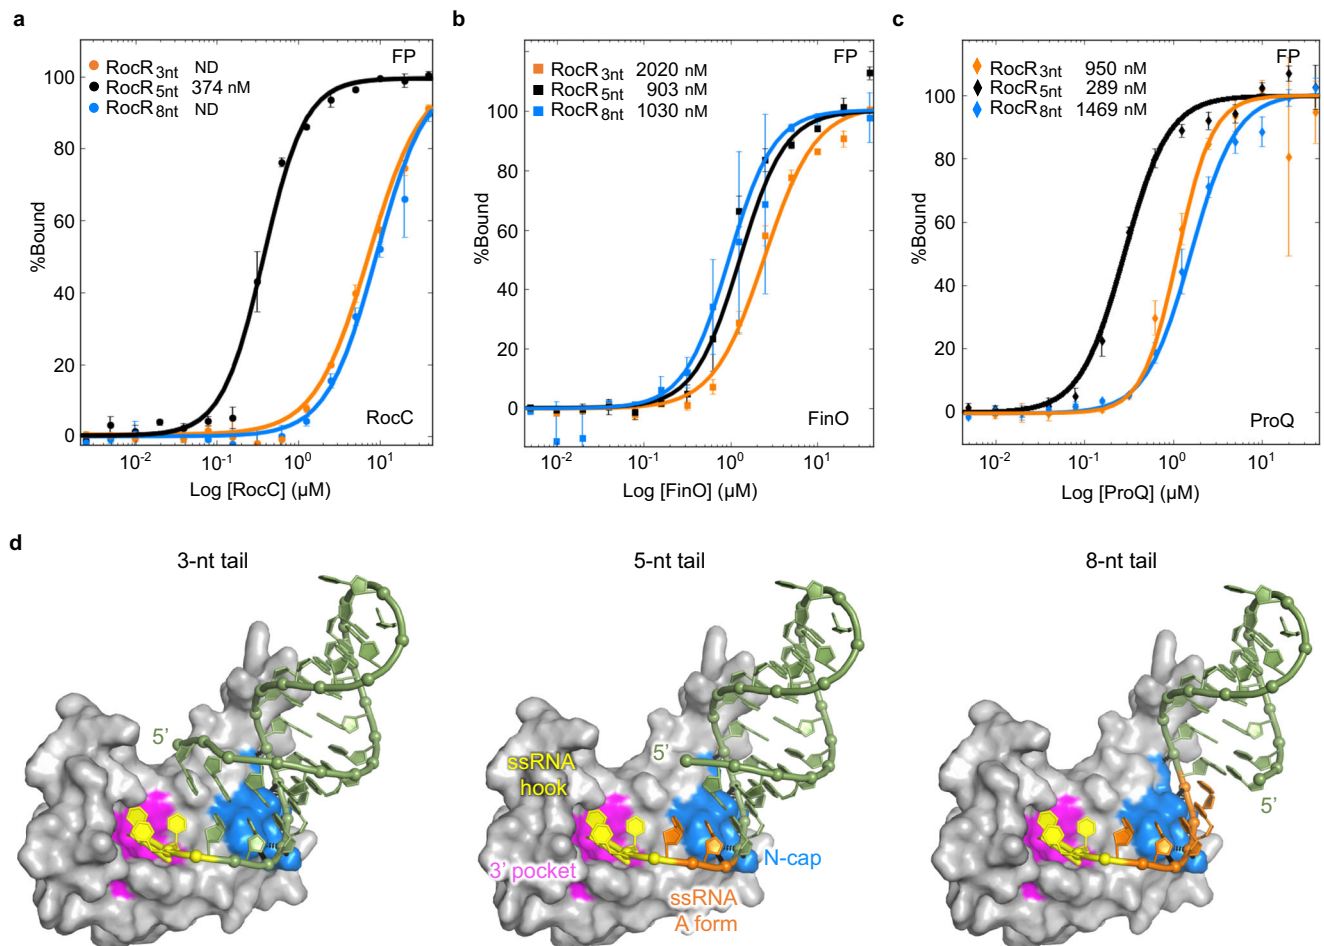 a
FP
RocR3nt ND
RocR5nt 374 nM
RocR8nt ND
100
80
60
40
20
0
%Bound
RocC
10-2
10-1
100
101
Log [RocC] (µM)
b
FP
RocR3nt 2020 nM
RocR5nt 903 nM
RocR8nt 1030 nM
100
80
60
40
20
0
%Bound
FinO
10-2
10-1
100
101
Log [FinO] (µM)
c
FP
RocR3nt 950 nM
RocR5nt 289 nM
RocR8nt 1469 nM
100
80
60
40
20
0
%Bound
ProQ
10-2
10-1
100
101
Log [ProQ] (µM)
d
3-nt tail
5'
5-nt tail
5'
ssRNA
hook
3' pocket
N-cap
ssRNA
A form
8-nt tail
5'